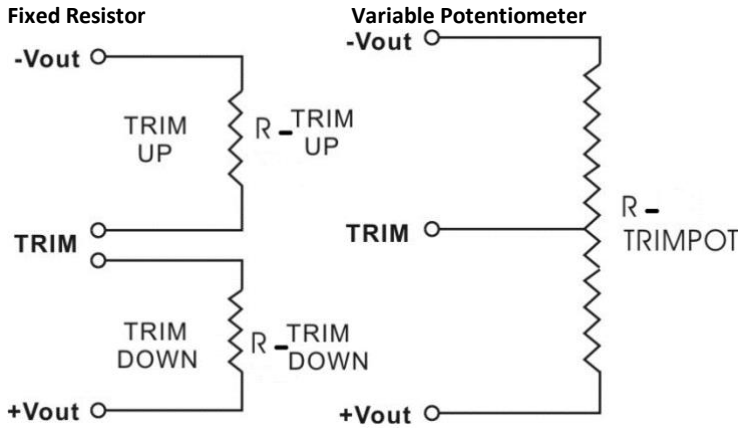 Fixed Resistor
-Vout
TRIM
UP
R -TRIM
UP
TRIM
TRIM
DOWN
R -TRIM
DOWN
+Vout
Variable Potentiometer
-Vout
TRIM
R -
TRIMPOT
+Vout